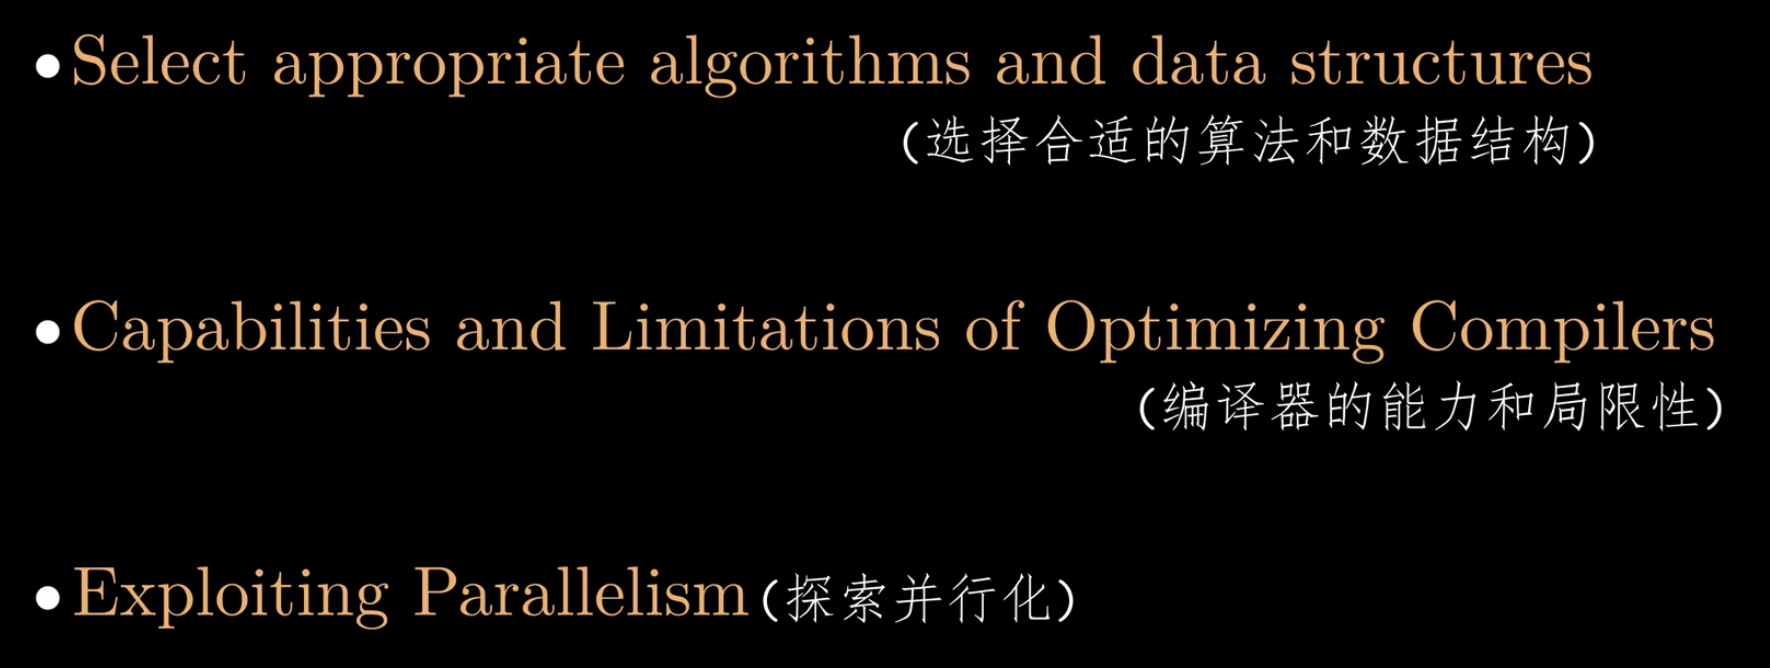 • Select appropriate algorithms and data structures
(选择合适的算法和数据结构)
• Capabilities and Limitations of Optimizing Compilers
(编译器的能力和局限性)
• Exploiting Parallelism (探索并行化)